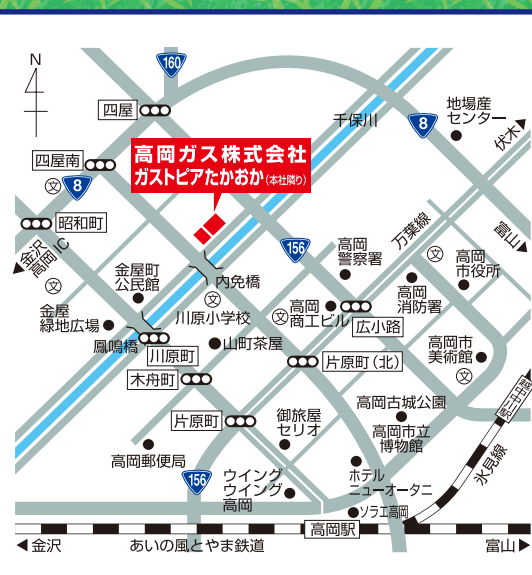 160
N
四屋
8
地場産
センター
千保川
伏木
高岡ガス株式会社
ガストピアたかおか(本社隣り)
四屋南
文
8
昭和町
万葉線
富山
金沢
高岡IC
156
高岡
警察署
文
高岡
市役所
金屋町
公民館
内免橋
文
高岡
消防署
文
金屋
緑地広場
文
川原小学校
高岡
商工ビル
広小路
鳳鳴橋
川原町
山町茶屋
高岡市
美術館
文
木舟町
片原町(北)
高岡古城公園
片原町
御旅屋
セリオ
高岡市立
博物館
高岡郵便局
156
ウイング
ウイング
高岡
ホテル
ニューオータニ
氷見線
ソラエ高岡
高岡駅
金沢
あいの風とやま鉄道
富山